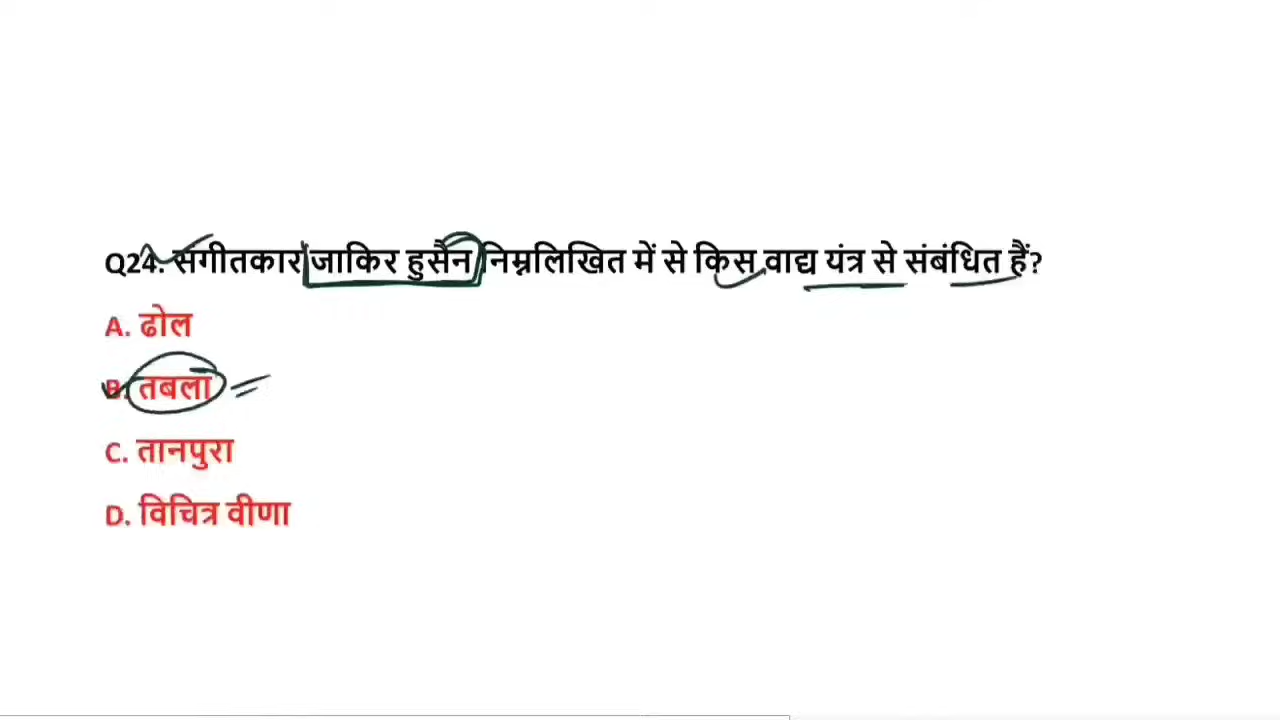 Q24. संगीतकार जाकिर हुसैन निम्नलिखित में से किस वाद्य यंत्र से संबंधित हैं?
A. ढोल
B. तबला
C. तानपुरा
D. विचित्र वीणा